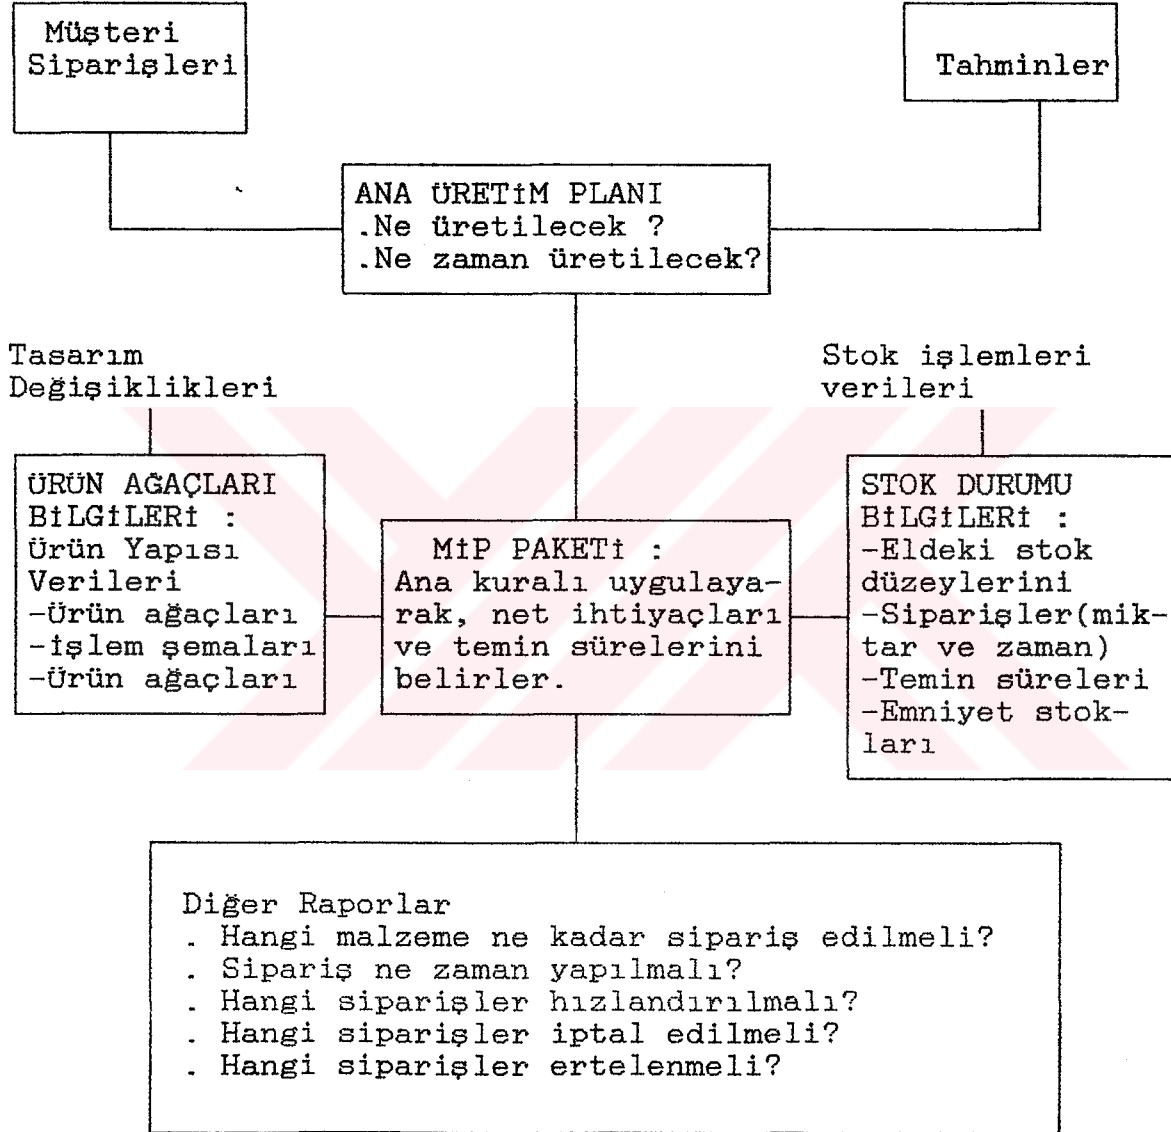 Müşteri
Siparişleri
Tahminler
ANA ÜRETİM PLANI
.Ne üretilecek ?
.Ne zaman üretilecek?
Tasarım
Değişiklikleri
Stok işlemleri
verileri
ÜRÜN AĞAÇLARI
BİLGİLERİ :
Ürün Yapısı
Verileri
-Ürün ağaçları
-İşlem şemaları
-Ürün ağaçları
MİP PAKETİ :
Ana kuralı uygulaya-
rak, net ihtiyaçları
ve temin sürelerini
belirler.
STOK DURUMU
BİLGİLERİ :
-Eldeki stok
düzeylerini
-Siparişler(mik-
tar ve zaman)
-Temin süreleri
-Emniyet stok-
ları
Diğer Raporlar
. Hangi malzeme ne kadar sipariş edilmeli?
. Sipariş ne zaman yapılmalı?
. Hangi siparişler hızlandırılmalı?
. Hangi siparişler iptal edilmeli?
. Hangi siparişler ertelenmeli?